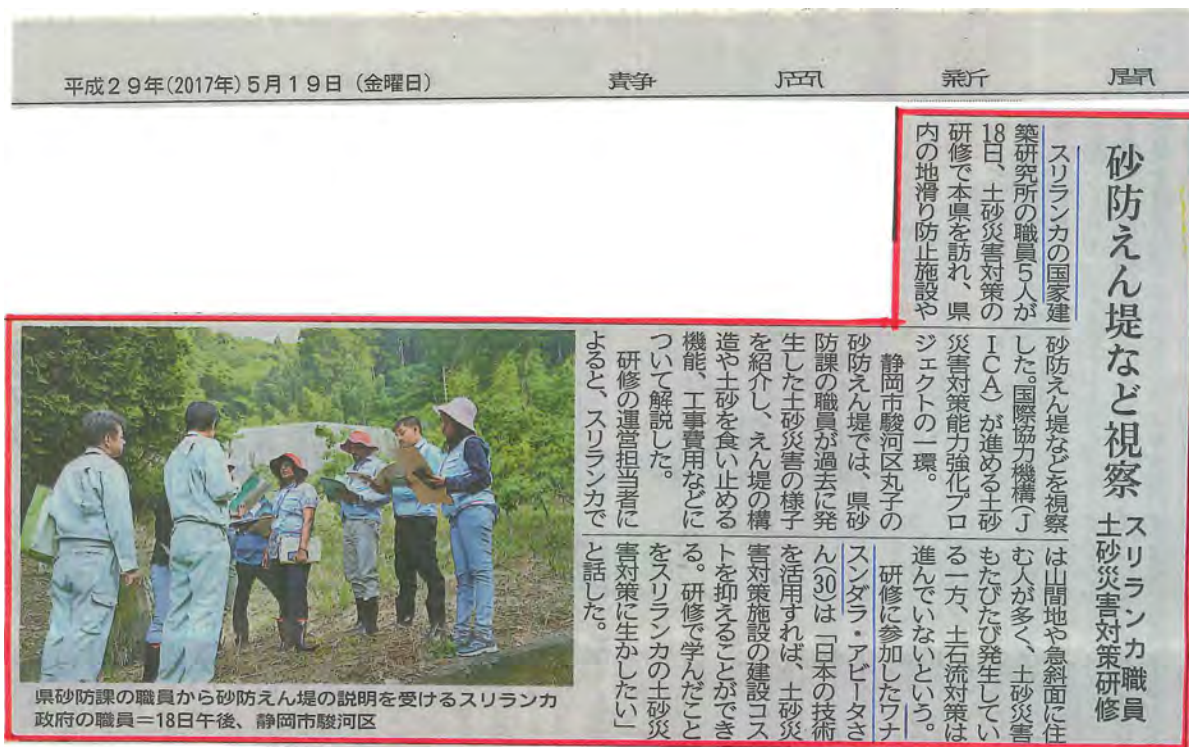 平成29年(2017年)5月19日（金曜日）
静岡新聞
砂防えん堤など視察
スリランカ職員
土砂災害対策研修
スリランカの国家建
築研究所の職員5人が
18日、土砂災害対策の
研修で本県を訪れ、県
内の地滑り防止施設や
砂防えん堤などを視察
した。国際協力機構（J
ICA）が進める土砂
災害対策能力強化プロ
ジェクトの一環。
静岡市駿河区丸子の
砂防えん堤では、県砂
防課の職員が過去に発
生した土砂災害の様子
を紹介し、えん堤の構
造や土砂を食い止める
機能、工事費用などに
ついて解説した。
研修の運営担当者に
よると、スリランカで
は山間地や急斜面に住
む人が多く、土砂災害
もたびたび発生してい
る一方、土石流対策は
進んでいないという。
研修に参加したワナ
スンダラ・アビータさ
ん（30）は「日本の技術
を活用すれば、土砂災
害対策施設の建設コス
トを抑えることができ
る。研修で学んだこと
をスリランカの土砂災
害対策に生かしたい」
と話した。
県砂防課の職員から砂防えん堤の説明を受けるスリランカ
政府の職員＝18日午後、静岡市駿河区